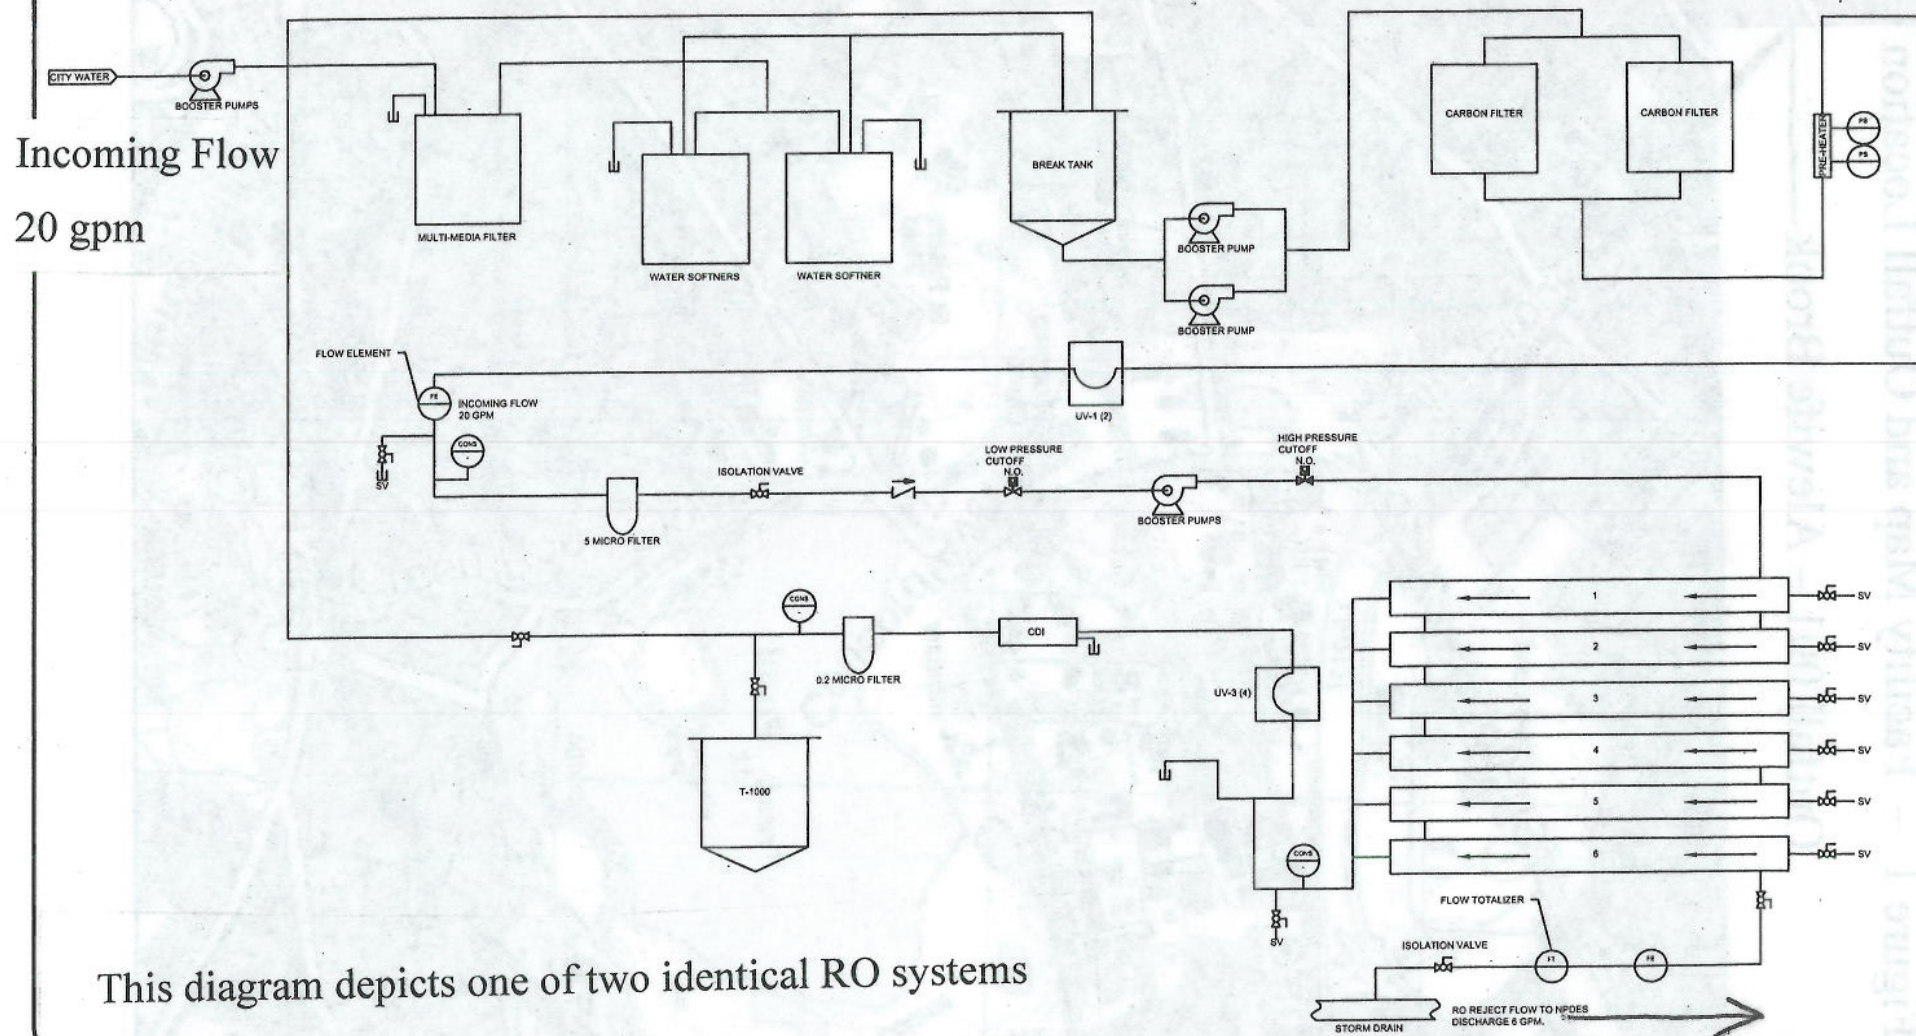 CITY WATER
BOOSTER PUMPS
Incoming Flow
20 gpm
MULTI-MEDIA FILTER
WATER SOFTNERS
WATER SOFTNER
BREAK TANK
BOOSTER PUMP
BOOSTER PUMP
CARBON FILTER
CARBON FILTER
PRE-HEATER
FLOW ELEMENT
FE
INCOMING FLOW
20 GPM
CONS
SV
UV-1 (2)
5 MICRO FILTER
ISOLATION VALVE
LOW PRESSURE
CUTOFF
N.O.
BOOSTER PUMPS
HIGH PRESSURE
CUTOFF
N.O.
CONS
0.2 MICRO FILTER
CDI
UV-3 (4)
T-1000
1
SV
2
SV
3
SV
4
SV
5
SV
6
SV
CONS
SV
FLOW TOTALIZER
ISOLATION VALVE
FT
STORM DRAIN
RO REJECT FLOW TO NPDES
DISCHARGE 6 GPM.
This diagram depicts one of two identical RO systems